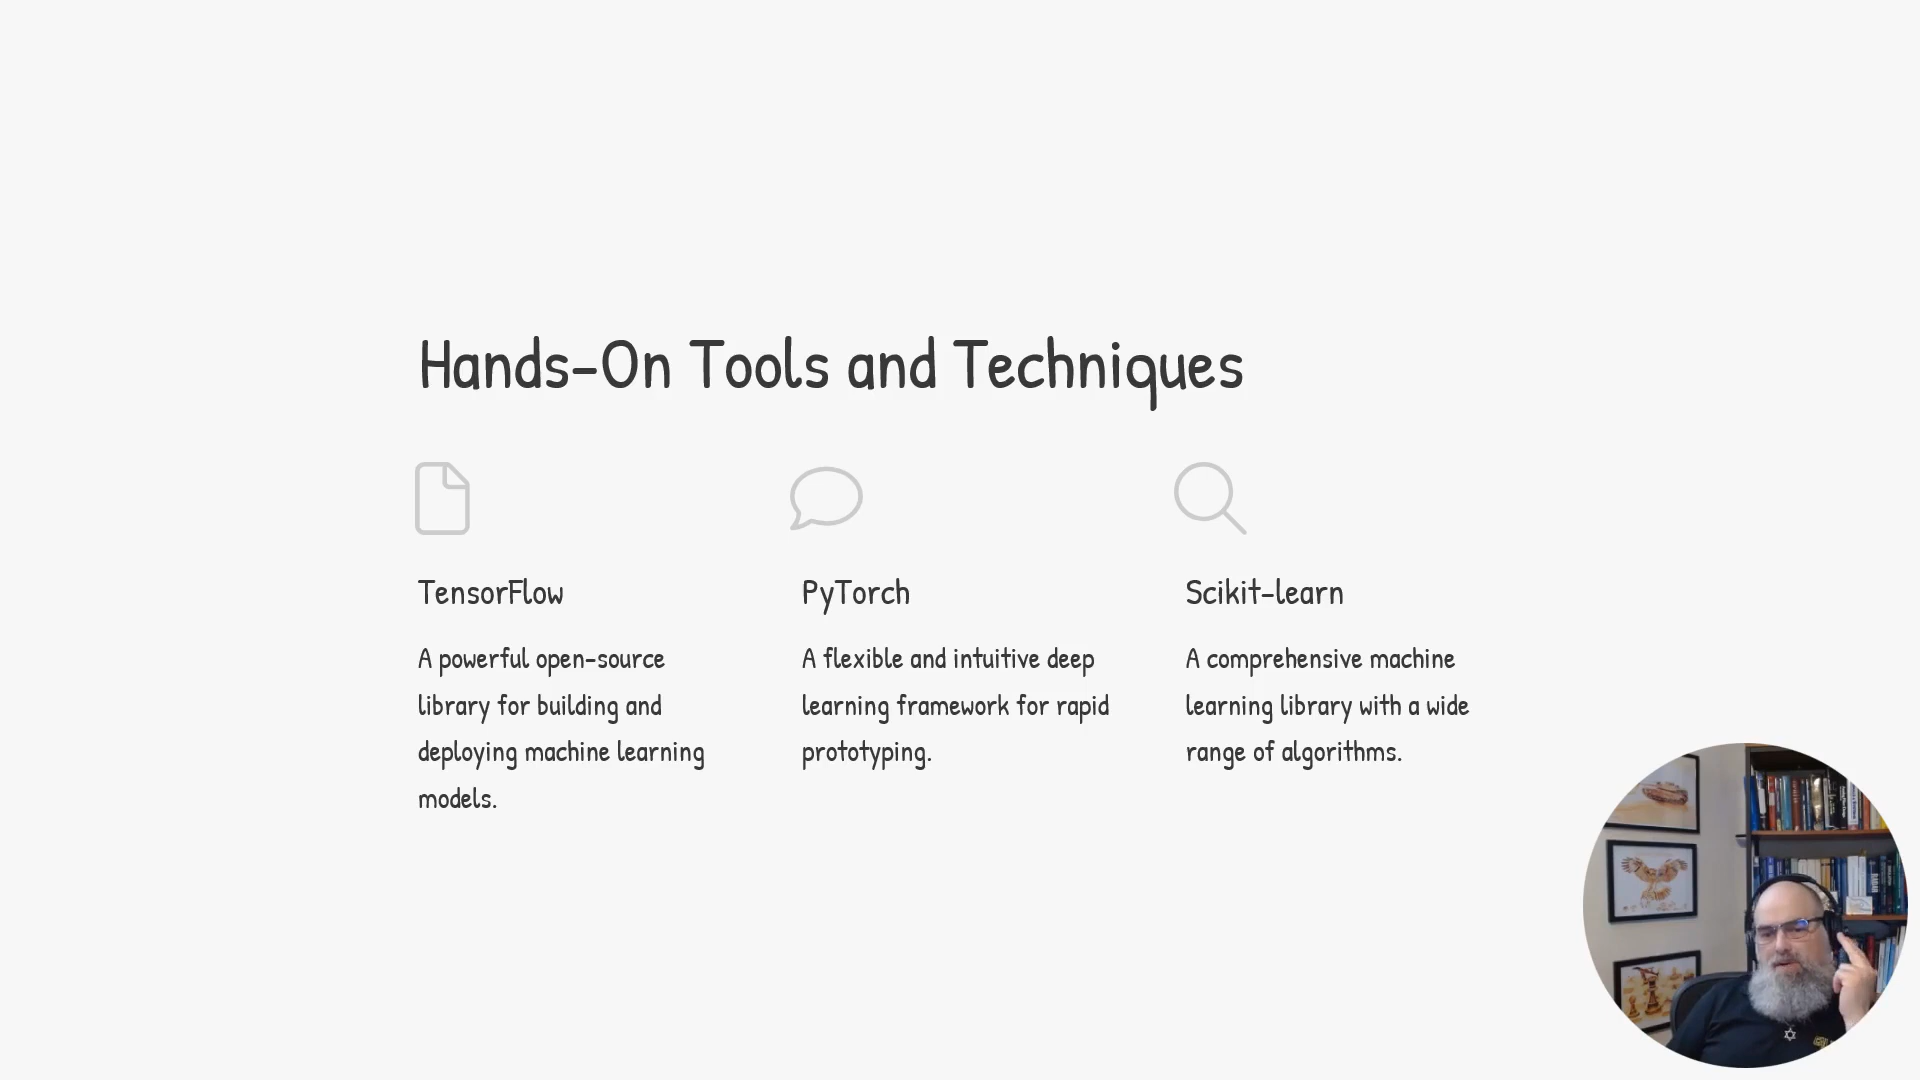 Hands-On Tools and Techniques
TensorFlow
A powerful open-source
library for building and
deploying machine learning
models.
PyTorch
A flexible and intuitive deep
learning framework for rapid
prototyping.
Scikit-learn
A comprehensive machine
learning library with a wide
range of algorithms.